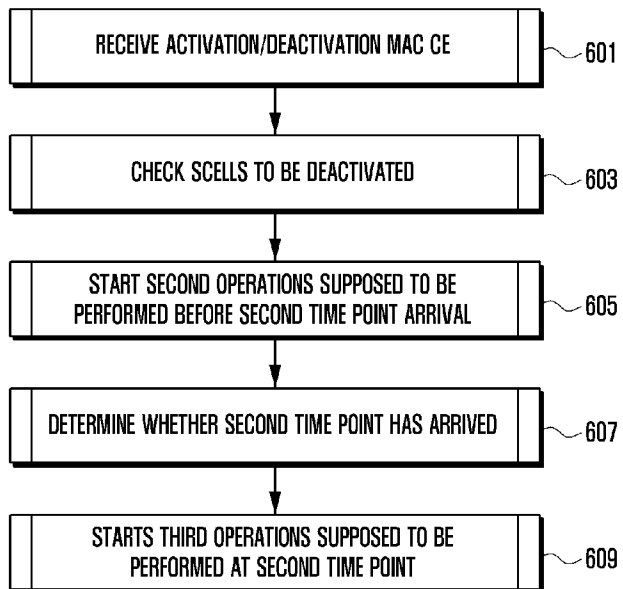 RECEIVE ACTIVATION/DEACTIVATION MAC CE
601
CHECK SCELLS TO BE DEACTIVATED
603
START SECOND OPERATIONS SUPPOSED TO BE
PERFORMED BEFORE SECOND TIME POINT ARRIVAL
605
DETERMINE WHETHER SECOND TIME POINT HAS ARRIVED
607
STARTS THIRD OPERATIONS SUPPOSED TO BE
PERFORMED AT SECOND TIME POINT
609